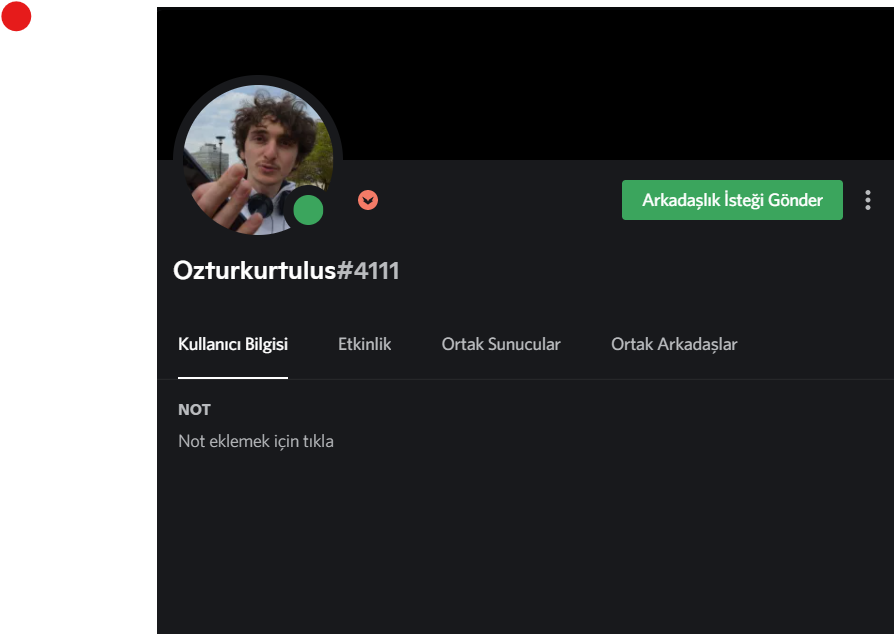 Arkadaşlık İsteği Gönder
Ozturkurtulus#4111
Kullanıcı Bilgisi Etkinlik Ortak Sunucular Ortak Arkadaşlar
NOT
Not eklemek için tıkla